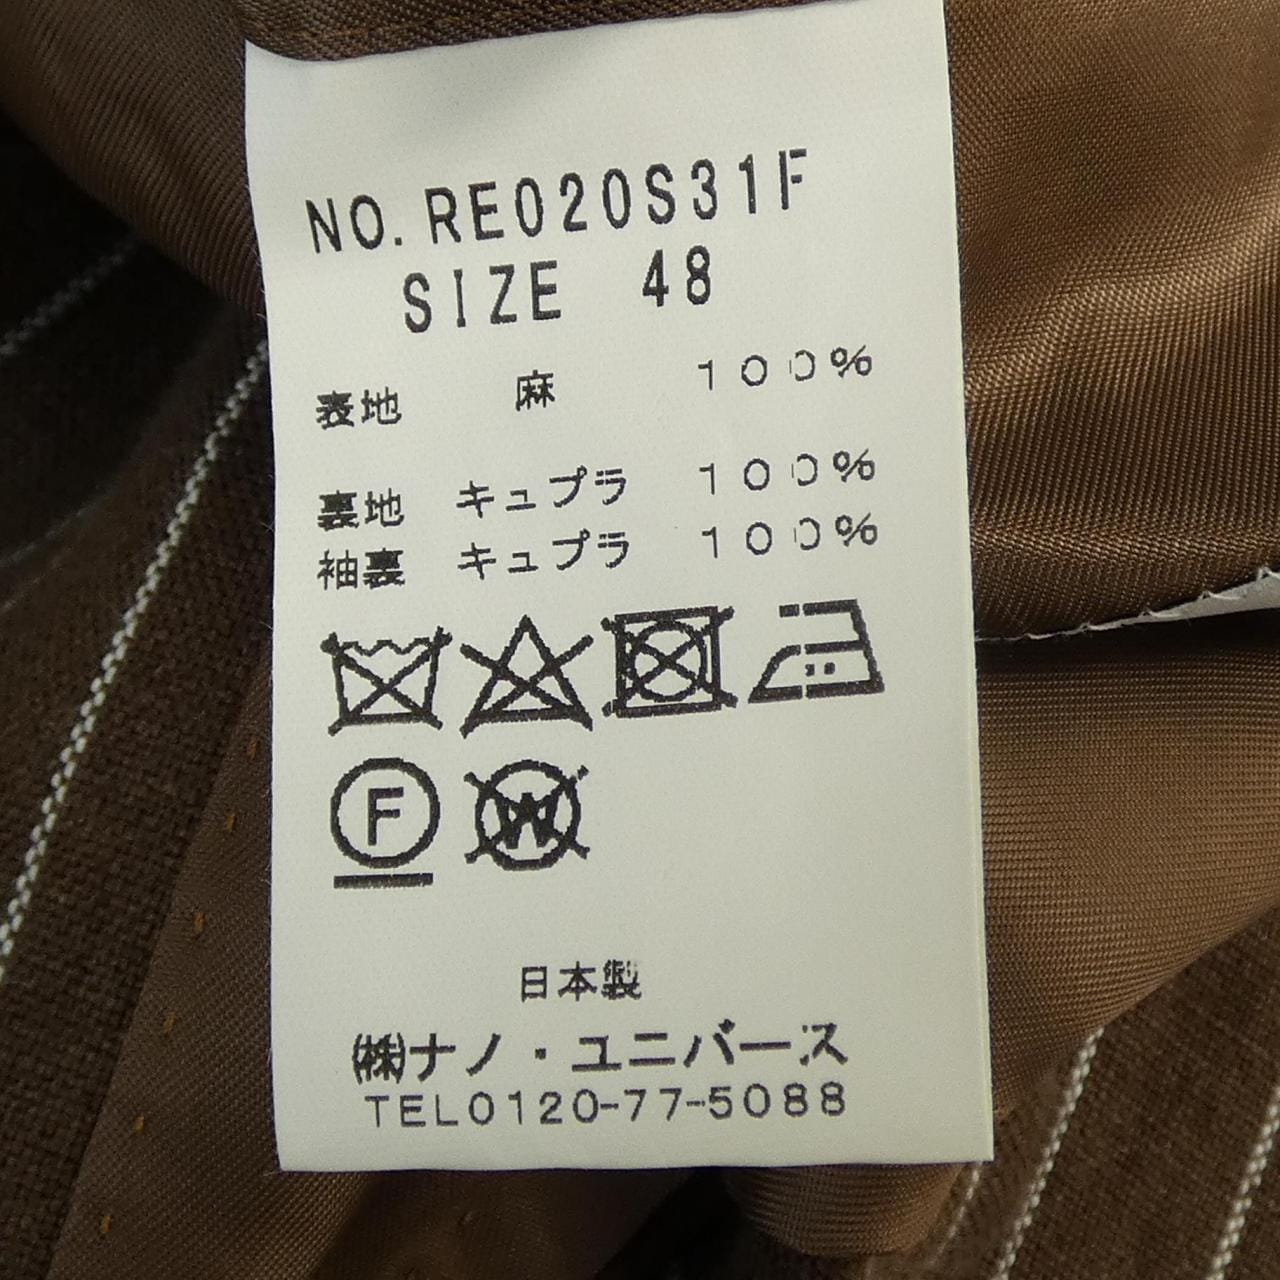 NO.RE020S31F
SIZE 48
表地 麻 100%
裏地 キュプラ 100%
袖裏 キュプラ 100%
F W
日本製
㈱ナノ・ユニバース
TEL0120-77-5088